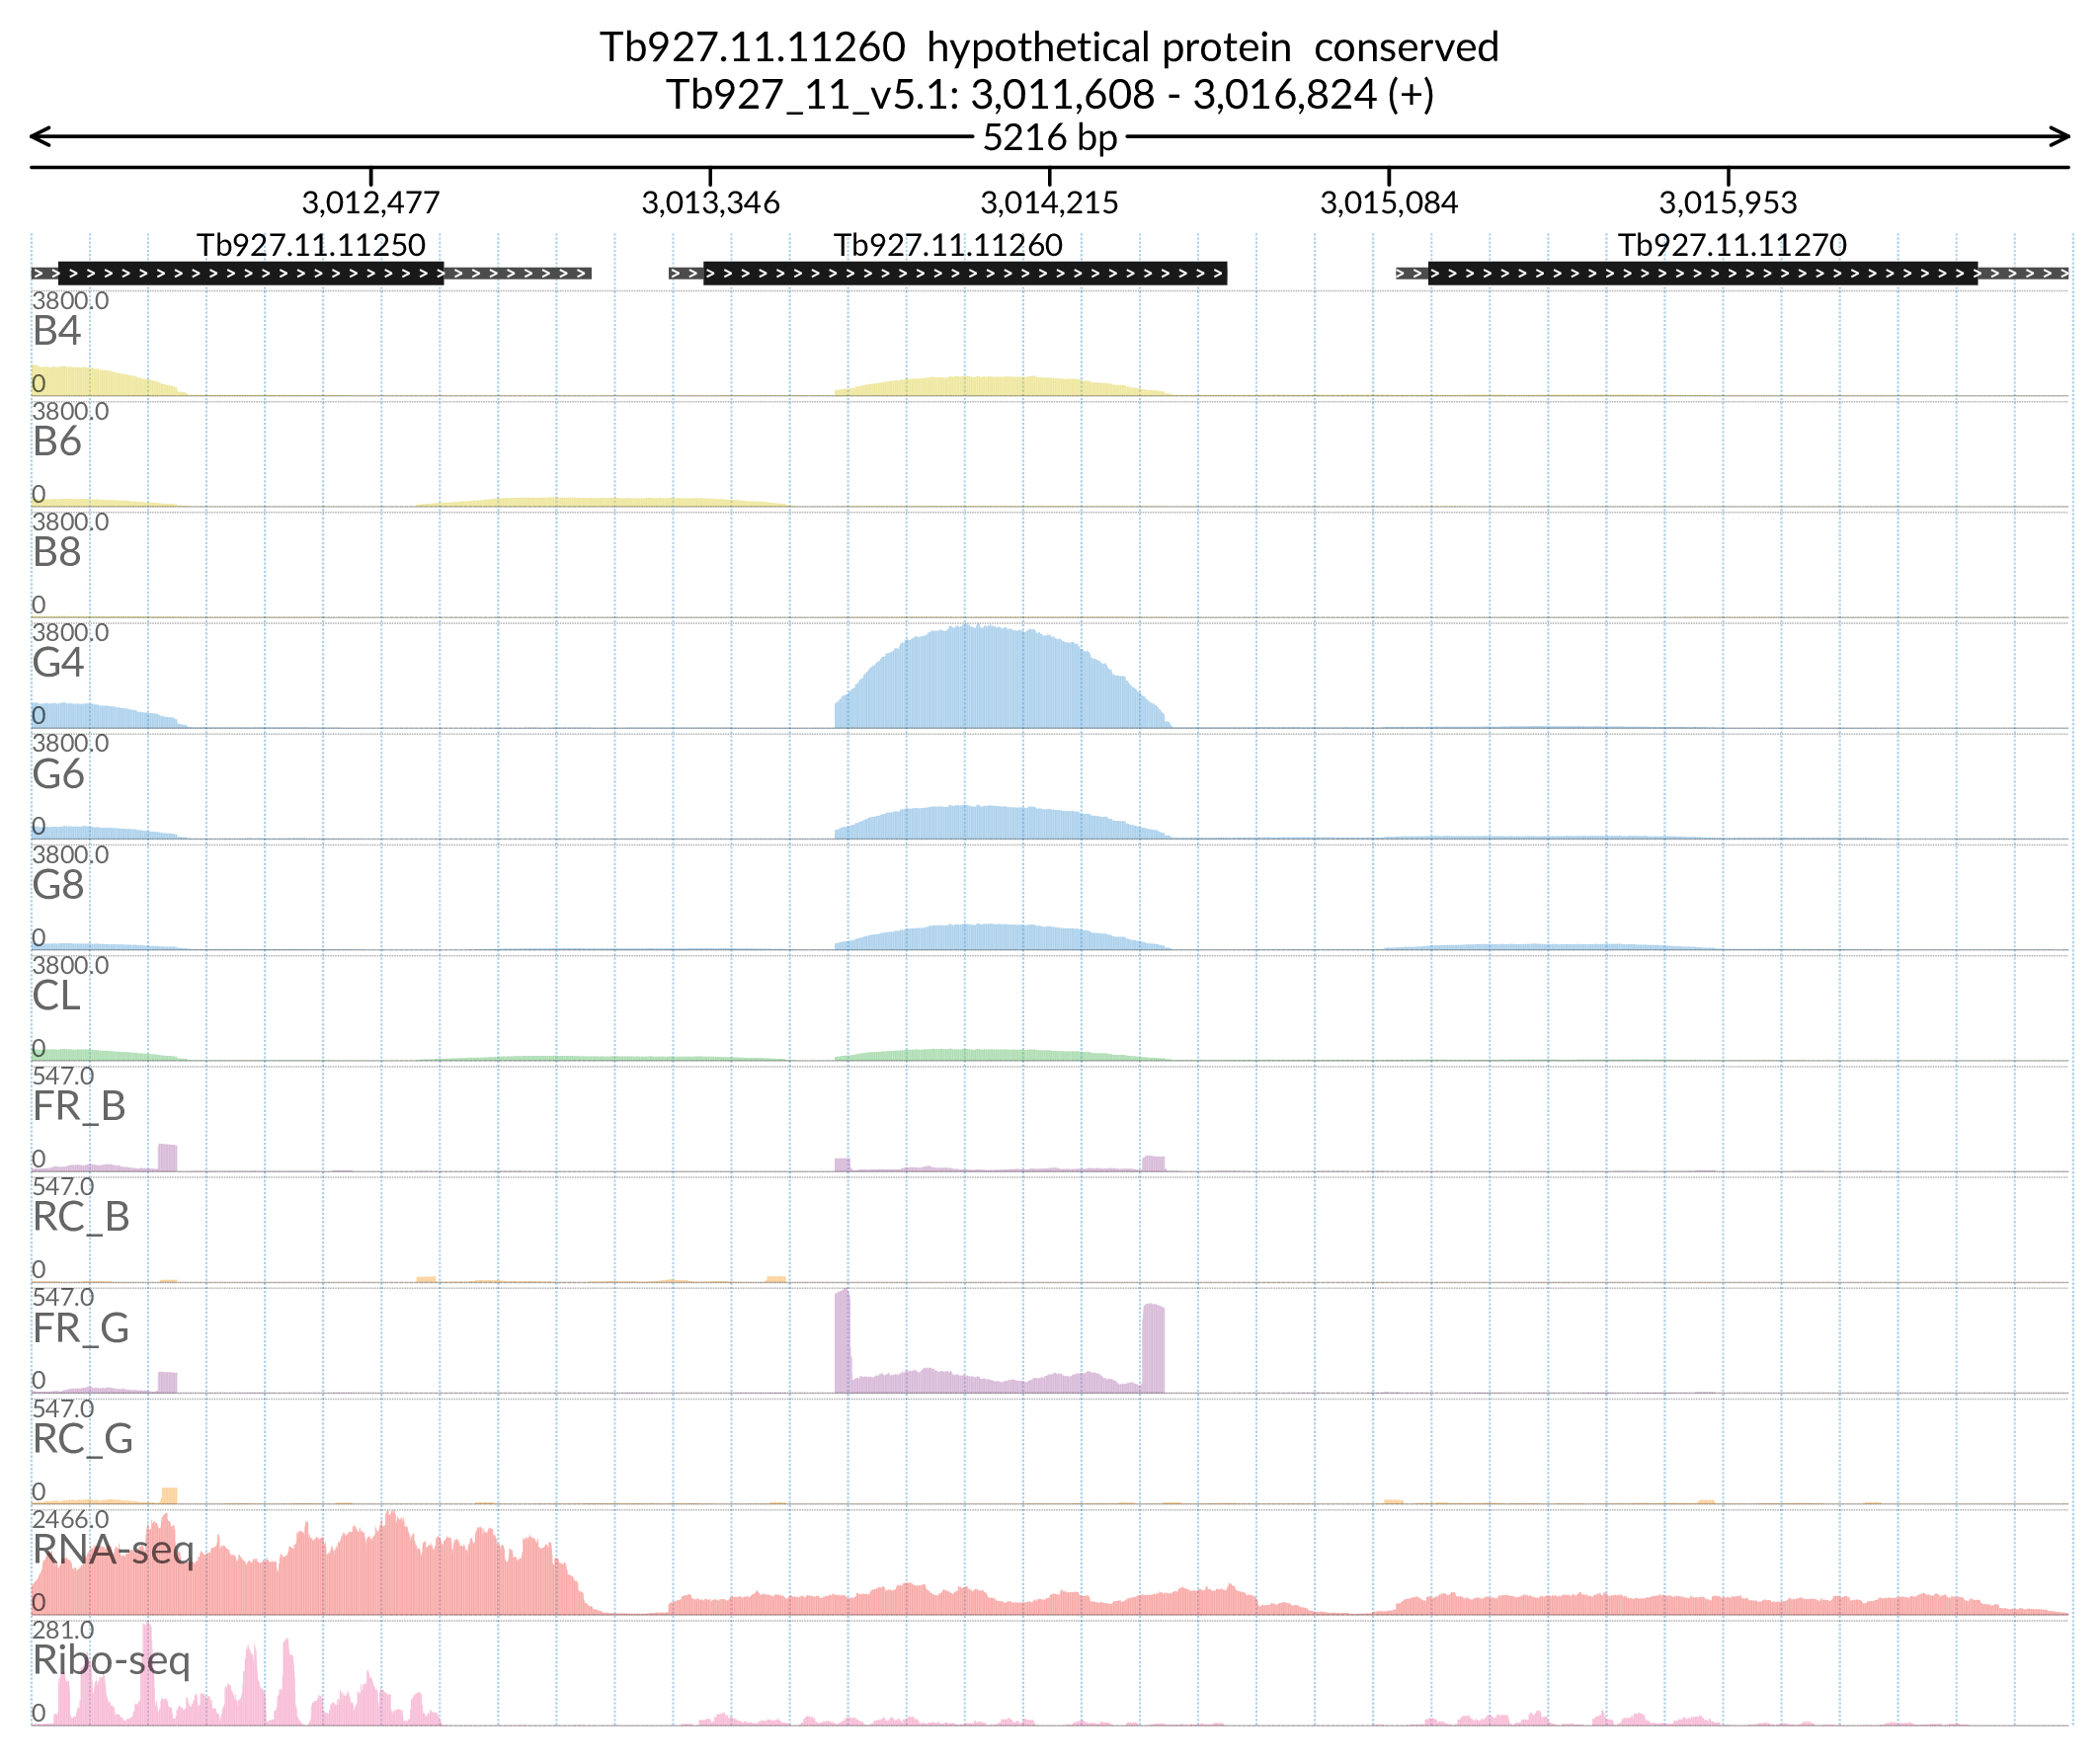 Tb927.11.11260 hypothetical protein conserved
Tb927_11_v5.1: 3,011,608 - 3,016,824 (+)
5216 bp
3,012,477 3,013,346 3,014,215 3,015,084 3,015,953
Tb927.11.11250 Tb927.11.11260 Tb927.11.11270
3800.0
B4
0
3800.0
B6
0
3800.0
B8
0
3800.0
G4
0
3800.0
G6
0
3800.0
G8
0
3800.0
CL
0
547.0
FR_B
0
547.0
RC_B
0
547.0
FR_G
0
547.0
RC_G
0
2466.0
RNA-seq
0
281.0
Ribo-seq
0